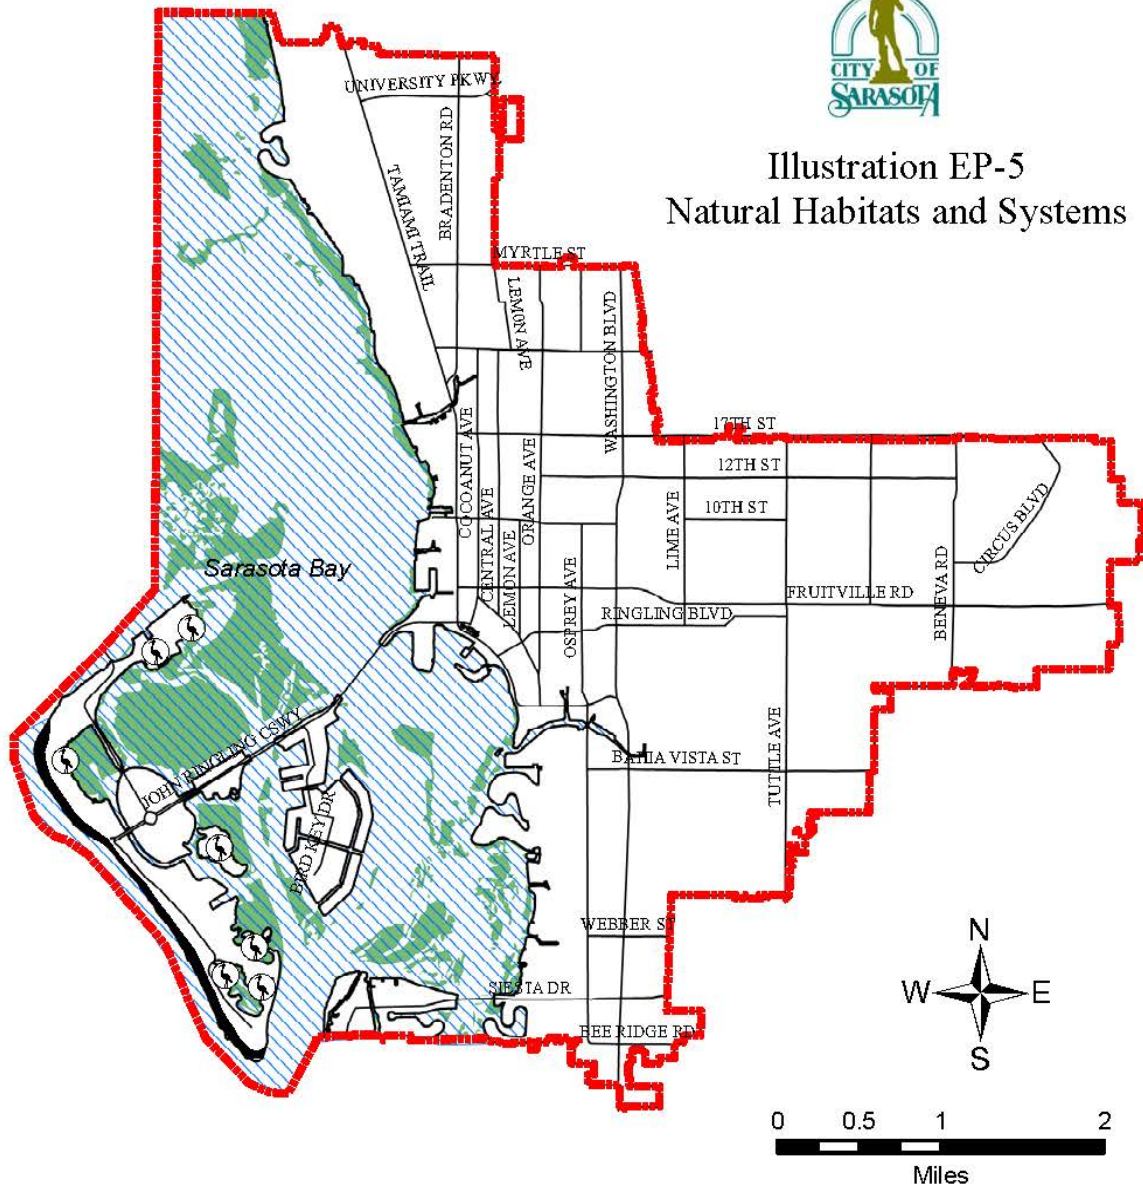 CITY OF
SARASOTA
Illustration EP-5
Natural Habitats and Systems
UNIVERSITY PKWY
BRADENTON RD
TAMIAMI TRAIL
MYRTLE ST
LEMON AVE
WASHINGTON BLVD
17TH ST
12TH ST
10TH ST
COCOANUT AVE
CENTRAL AVE
LEMON AVE
ORANGE AVE
OSPREY AVE
LIME AVE
CIRCUS BLVD
BENEVA RD
FRUITVILLE RD
RINGLING BLVD
Sarasota Bay
JOHN RINGLING CSWY
BIRD KEY DR
BAHIA VISTA ST
TUTTLE AVE
WEBBER ST
SIESTA DR
BEE RIDGE RD
N
W E
S
0 0.5 1 2
Miles